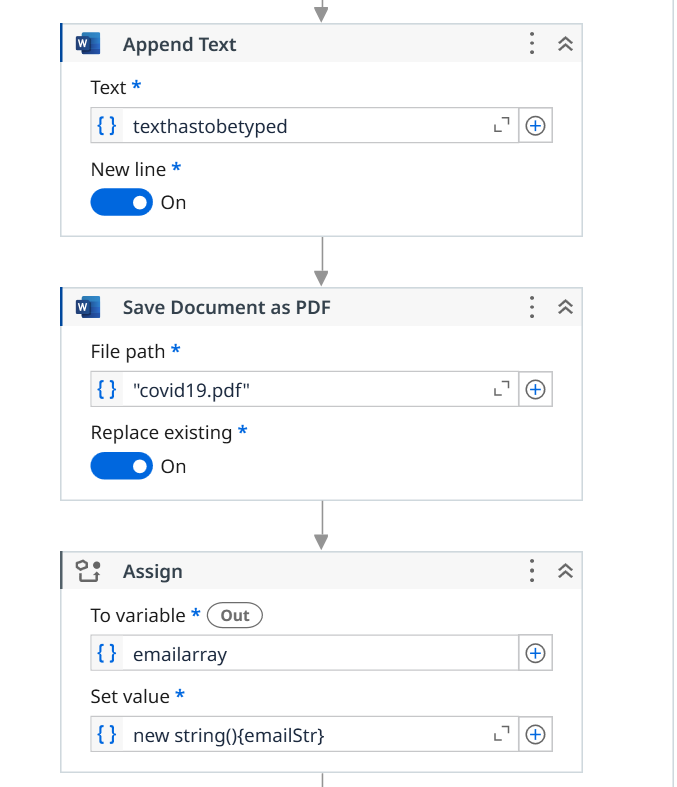 Append Text
Text *
{ } texthastobetyped
New line *
On
Save Document as PDF
File path *
{ } "covid19.pdf"
Replace existing *
On
Assign
To variable * Out
{ } emailarray
Set value *
{ } new string(){emailStr}